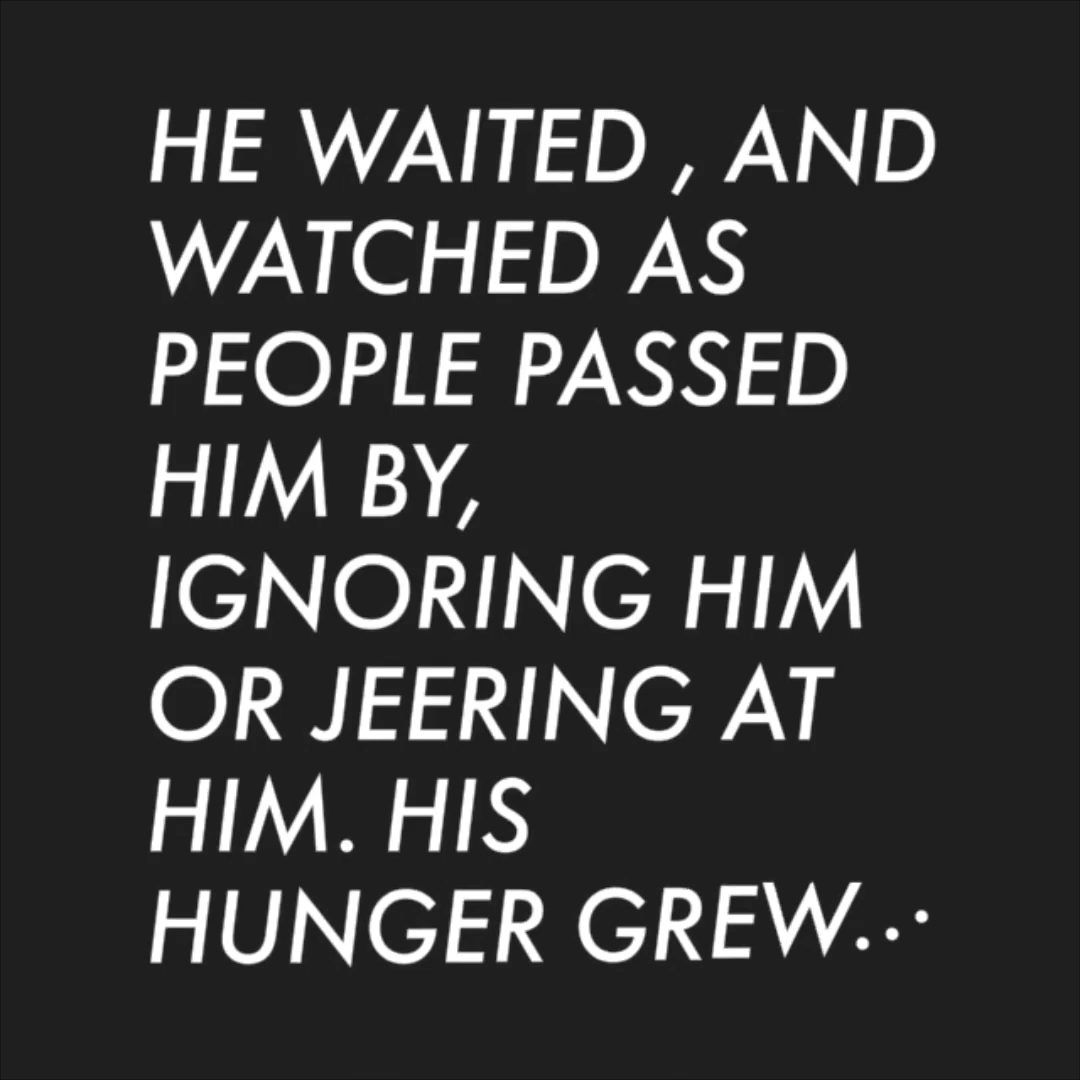 HE WAITED , AND
WATCHED AS
PEOPLE PASSED
HIM BY,
IGNORING HIM
OR JEERING AT
HIM. HIS
HUNGER GREW...